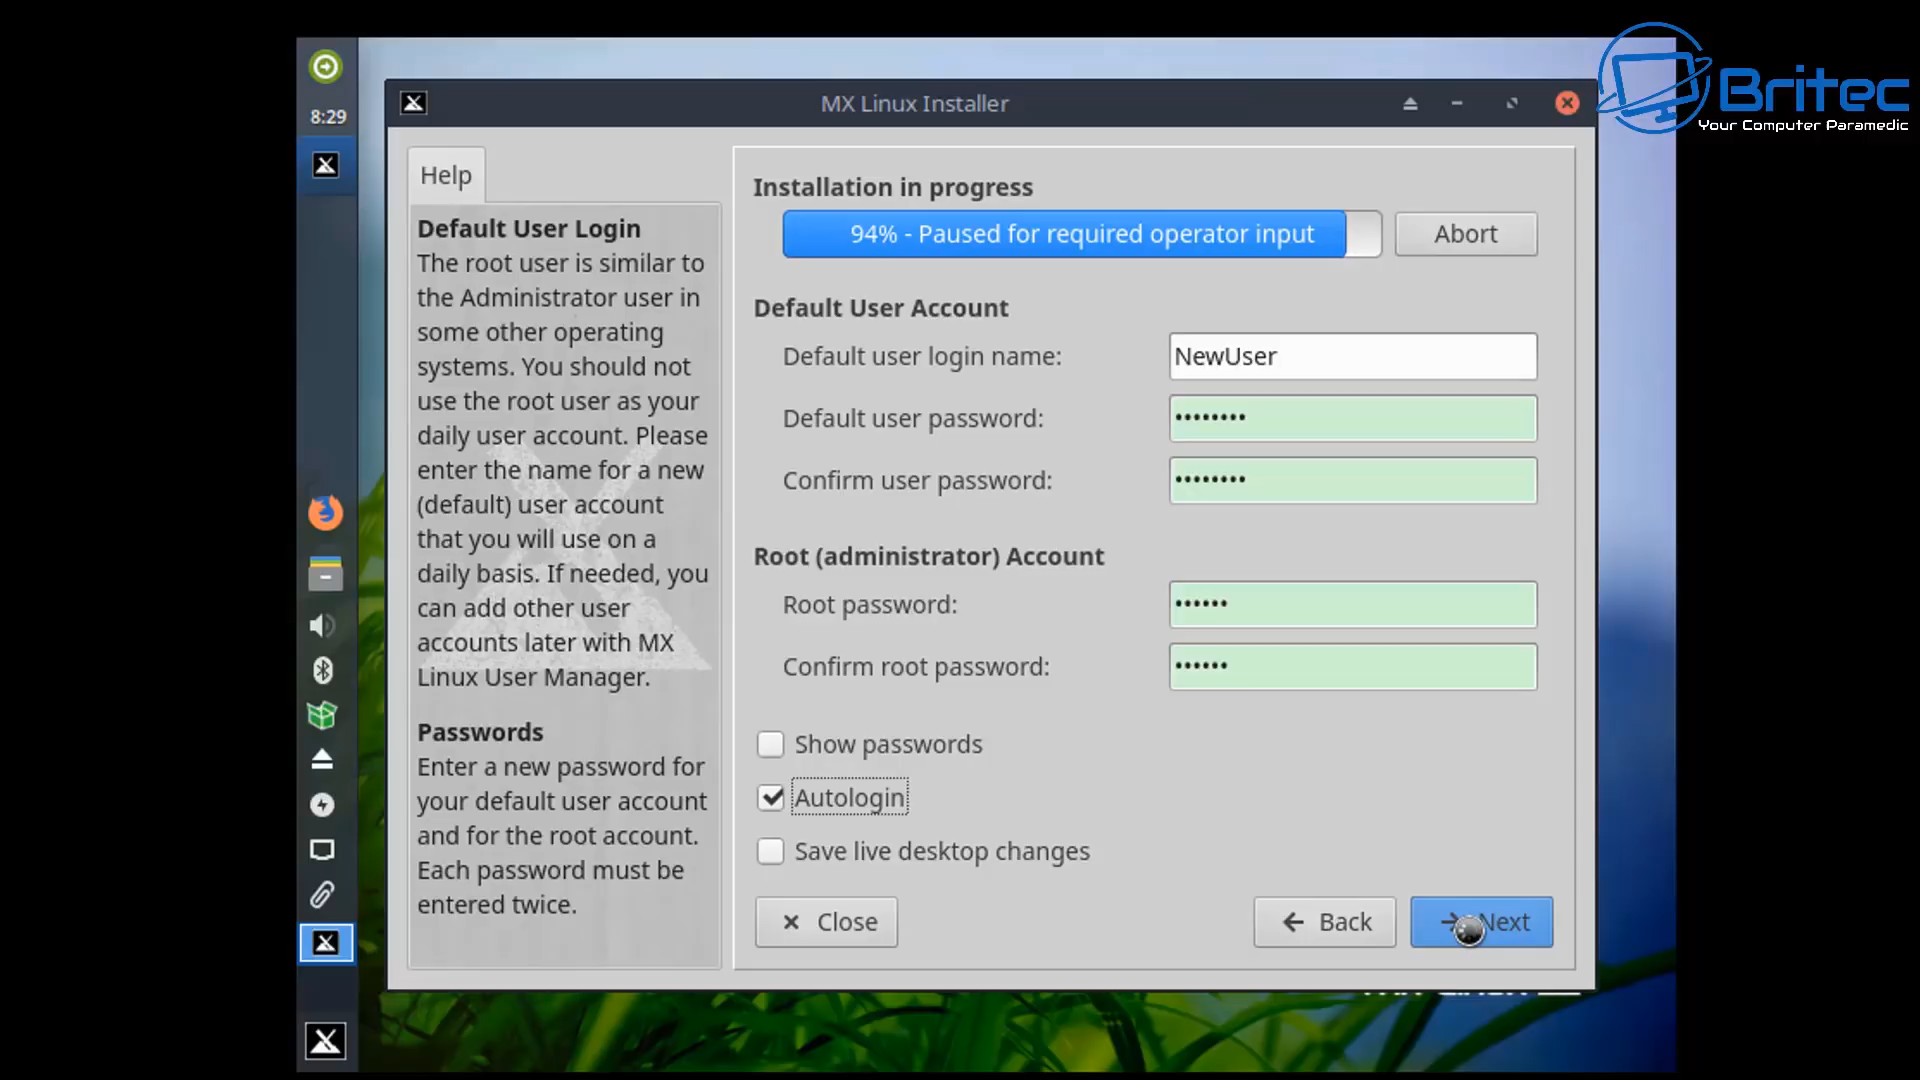 Britec
Your Computer Paramedic
8:29
MX Linux Installer
Help
Default User Login
The root user is similar to
the Administrator user in
some other operating
systems. You should not
use the root user as your
daily user account. Please
enter the name for a new
(default) user account
that you will use on a
daily basis. If needed, you
can add other user
accounts later with MX
Linux User Manager.
Passwords
Enter a new password for
your default user account
and for the root account.
Each password must be
entered twice.
Installation in progress
94% - Paused for required operator input
Abort
Default User Account
Default user login name:
NewUser
Default user password:
••••••••
Confirm user password:
••••••••
Root (administrator) Account
Root password:
••••••
Confirm root password:
••••••
Show passwords
Autologin
Save live desktop changes
Close
Back
Next